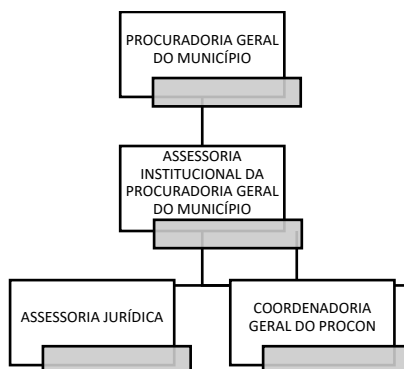 PROCURADORIA GERAL
DO MUNICÍPIO
ASSESSORIA
INSTITUCIONAL DA
PROCURADORIA GERAL
DO MUNICÍPIO
ASSESSORIA JURÍDICA
COORDENADORIA
GERAL DO PROCON